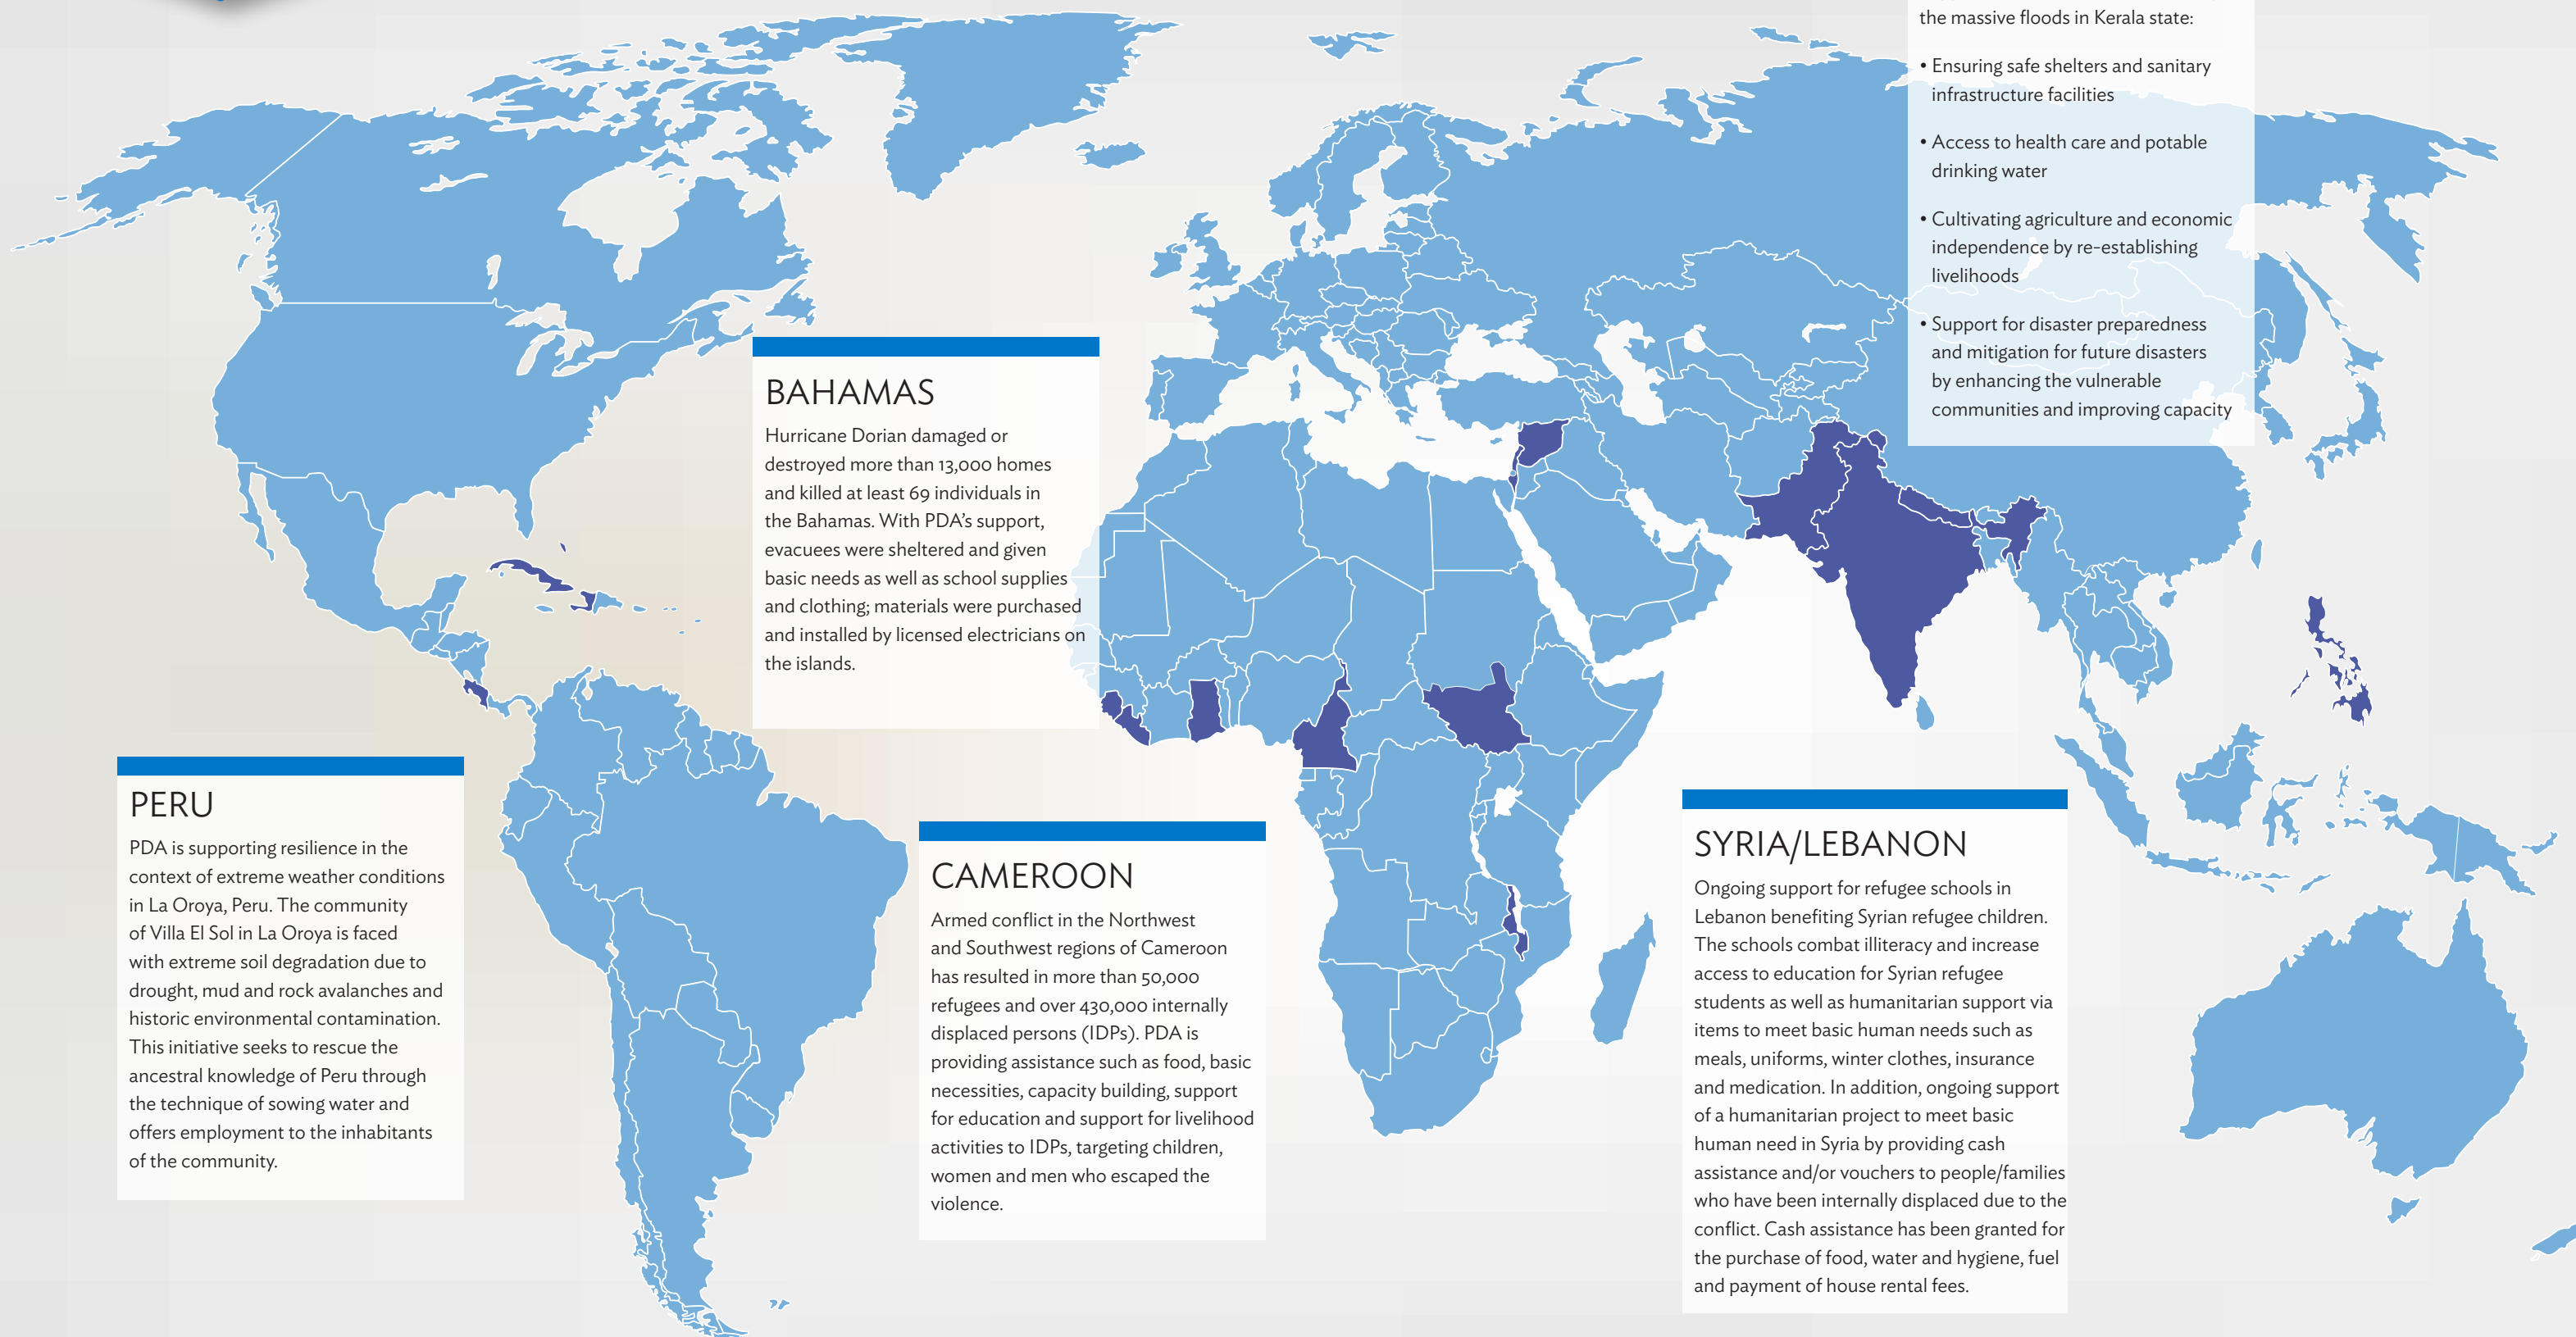 the massive floods in Kerala state:
• Ensuring safe shelters and sanitary
infrastructure facilities
• Access to health care and potable
drinking water
• Cultivating agriculture and economic
independence by re-establishing
livelihoods
• Support for disaster preparedness
and mitigation for future disasters
by enhancing the vulnerable
communities and improving capacity
BAHAMAS
Hurricane Dorian damaged or
destroyed more than 13,000 homes
and killed at least 69 individuals in
the Bahamas. With PDA's support,
evacuees were sheltered and given
basic needs as well as school supplies
and clothing; materials were purchased
and installed by licensed electricians on
the islands.
PERU
PDA is supporting resilience in the
context of extreme weather conditions
in La Oroya, Peru. The community
of Villa El Sol in La Oroya is faced
with extreme soil degradation due to
drought, mud and rock avalanches and
historic environmental contamination.
This initiative seeks to rescue the
ancestral knowledge of Peru through
the technique of sowing water and
offers employment to the inhabitants
of the community.
CAMEROON
Armed conflict in the Northwest
and Southwest regions of Cameroon
has resulted in more than 50,000
refugees and over 430,000 internally
displaced persons (IDPs). PDA is
providing assistance such as food, basic
necessities, capacity building, support
for education and support for livelihood
activities to IDPs, targeting children,
women and men who escaped the
violence.
SYRIA/LEBANON
Ongoing support for refugee schools in
Lebanon benefiting Syrian refugee children.
The schools combat illiteracy and increase
access to education for Syrian refugee
students as well as humanitarian support via
items to meet basic human needs such as
meals, uniforms, winter clothes, insurance
and medication. In addition, ongoing support
of a humanitarian project to meet basic
human need in Syria by providing cash
assistance and/or vouchers to people/families
who have been internally displaced due to the
conflict. Cash assistance has been granted for
the purchase of food, water and hygiene, fuel
and payment of house rental fees.